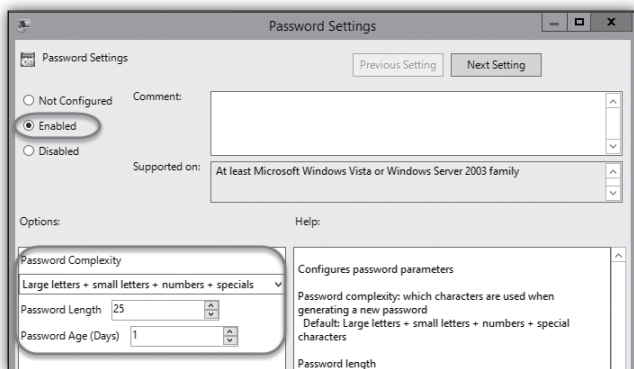 Password Settings
Password Settings
Previous Setting
Next Setting
Not Configured
Comment:
Enabled
Disabled
Supported on:
At least Microsoft Windows Vista or Windows Server 2003 family
Options:
Help:
Password Complexity
Large letters + small letters + numbers + specials
Password Length 25
Password Age (Days) 1
Configures password parameters
Password complexity: which characters are used when
generating a new password
Default: Large letters + small letters + numbers + special
characters
Password length